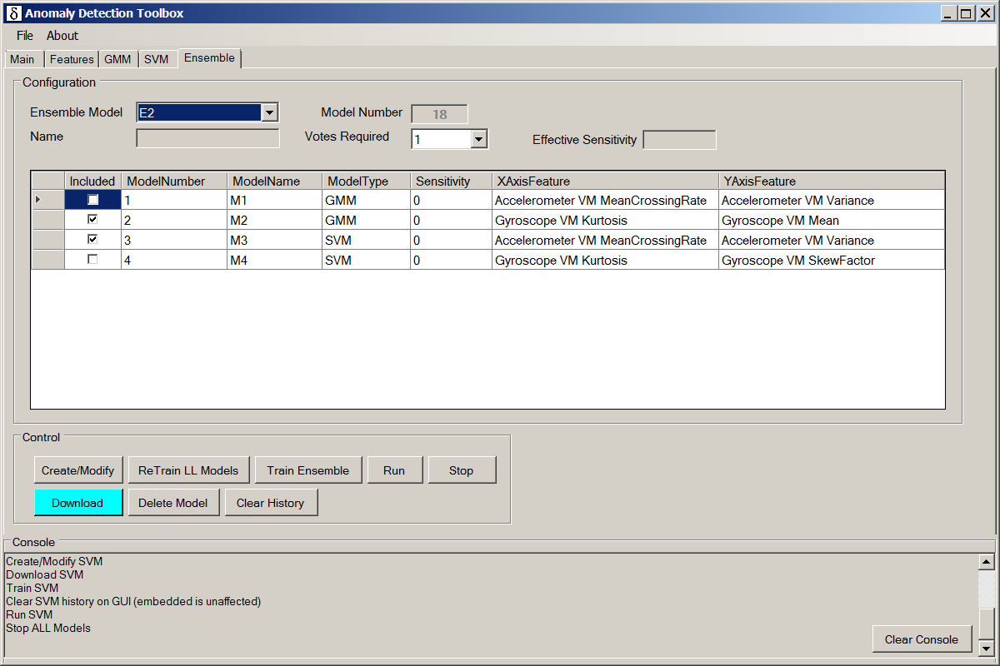 δ Anomaly Detection Toolbox
File About
Main Features GMM SVM Ensemble
Configuration
Ensemble Model E2 Model Number 18
Name Votes Required 1 Effective Sensitivity
Included ModelNumber ModelName ModelType Sensitivity XAxisFeature YAxisFeature
1 M1 GMM 0 Accelerometer VM MeanCrossingRate Accelerometer VM Variance
2 M2 GMM 0 Gyroscope VM Kurtosis Gyroscope VM Mean
3 M3 SVM 0 Accelerometer VM MeanCrossingRate Accelerometer VM Variance
4 M4 SVM 0 Gyroscope VM Kurtosis Gyroscope VM SkewFactor
Control
Create/Modify ReTrain LL Models Train Ensemble Run Stop
Download Delete Model Clear History
Console
Create/Modify SVM
Download SVM
Train SVM
Clear SVM history on GUI (embedded is unaffected)
Run SVM
Stop ALL Models
Clear Console